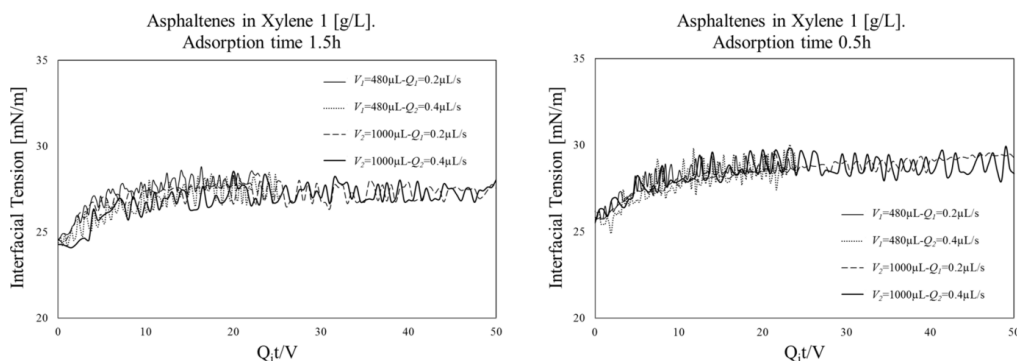 Asphaltenes in Xylene 1 [g/L].
Adsorption time 1.5h
Interfacial Tension [mN/m]
35
30
25
20
V₁=480µL-Q₁=0.2µL/s
V₁=480µL-Q₂=0.4µL/s
V₂=1000µL-Q₁=0.2µL/s
V₂=1000µL-Q₂=0.4µL/s
0 10 20 30 40 50
Qᵢt/V
Asphaltenes in Xylene 1 [g/L].
Adsorption time 0.5h
Interfacial Tension [mN/m]
35
30
25
20
V₁=480µL-Q₁=0.2µL/s
V₁=480µL-Q₂=0.4µL/s
V₂=1000µL-Q₁=0.2µL/s
V₂=1000µL-Q₂=0.4µL/s
0 10 20 30 40 50
Qᵢt/V